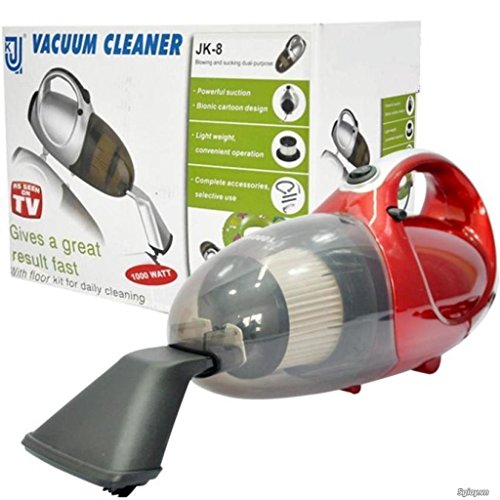 JK
VACUUM CLEANER
JK-8
Blowing and sucking dual-purpose
• Powerful suction
• Bionic cartoon design
• Light weight,
convenient operation
• Complete accessories,
selective use
AS SEEN
ON
TV
Gives a great
result fast
With floor kit for daily cleaning
1000 WATT